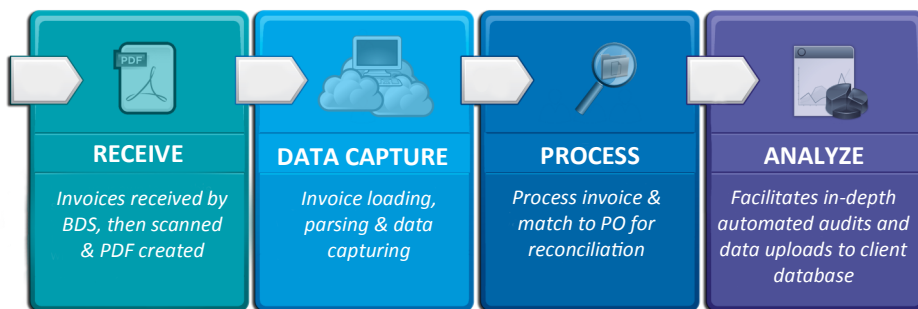 PDF
RECEIVE
Invoices received by
BDS, then scanned
& PDF created
DATA CAPTURE
Invoice loading,
parsing & data
capturing
PROCESS
Process invoice &
match to PO for
reconciliation
ANALYZE
Facilitates in-depth
automated audits and
data uploads to client
database